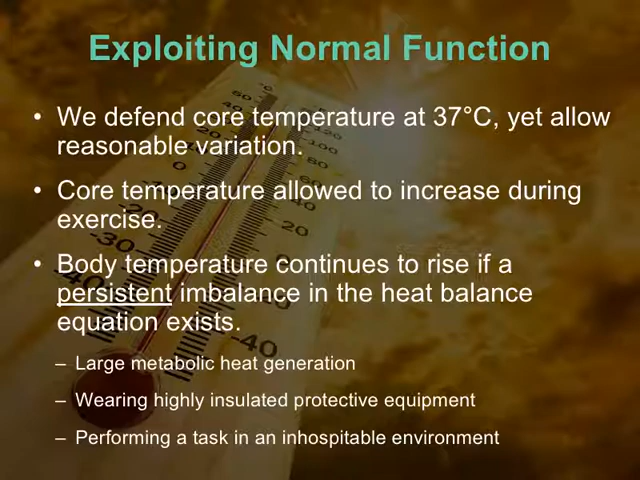 Exploiting Normal Function
• We defend core temperature at 37°C, yet allow
reasonable variation.
• Core temperature allowed to increase during
exercise.
• Body temperature continues to rise if a
persistent imbalance in the heat balance
equation exists.
– Large metabolic heat generation
– Wearing highly insulated protective equipment
– Performing a task in an inhospitable environment